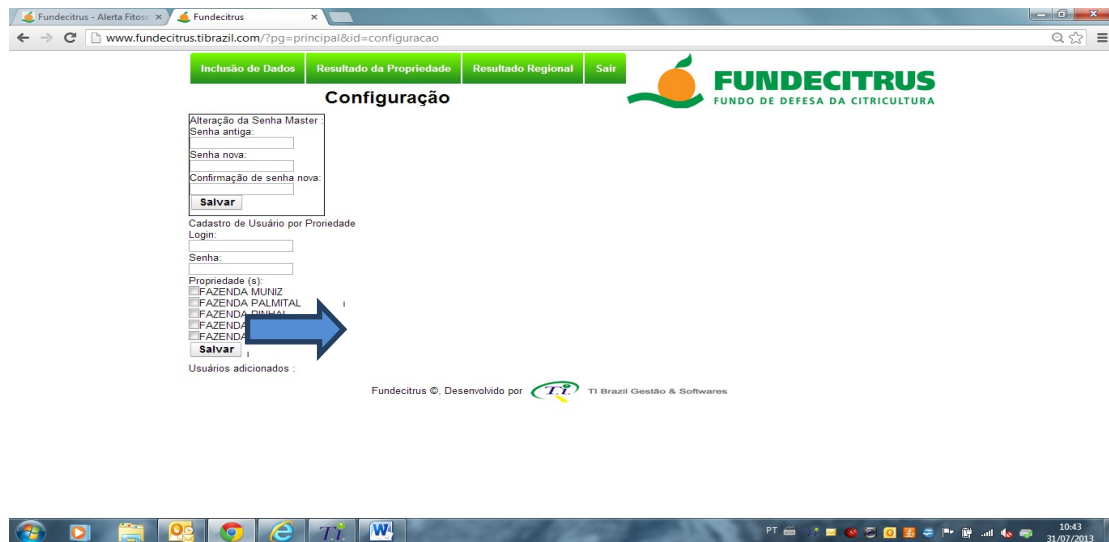 Fundecitrus - Alerta Fitoss
Fundecitrus
www.fundecitrus.tibrazil.com/?pg=principal&id=configuracao
Inclusão de Dados Resultado da Propriedade Resultado Regional Sair
FUNDECITRUS
FUNDO DE DEFESA DA CITRICULTURA
Configuração
Alteração da Senha Master :
Senha antiga:
Senha nova:
Confirmação de senha nova:
Salvar
Cadastro de Usuário por Proriedade
Login:
Senha:
Propriedade (s):
FAZENDA MUNIZ
FAZENDA PALMITAL
FAZENDA PINHAL
FAZENDA
FAZENDA
Salvar
Usuários adicionados :
Fundecitrus ©, Desenvolvido por T.I. TI Brazil Gestão & Softwares
T.I. W PT 10:43
31/07/2013